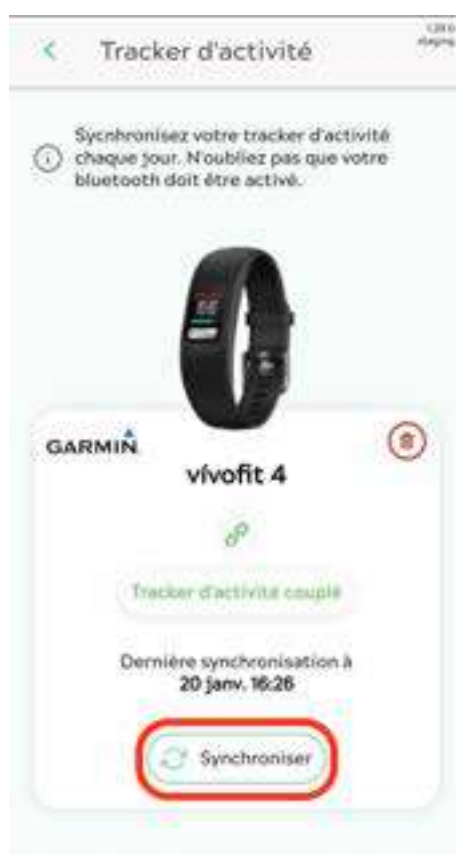 Tracker d'activité
Sycnhronisez votre tracker d'activité
chaque jour. N'oubliez pas que votre
bluetooth doit être activé.
GARMIN
vívofit 4
Tracker d'activité couplé
Dernière synchronisation à
20 janv. 16:26
Synchroniser